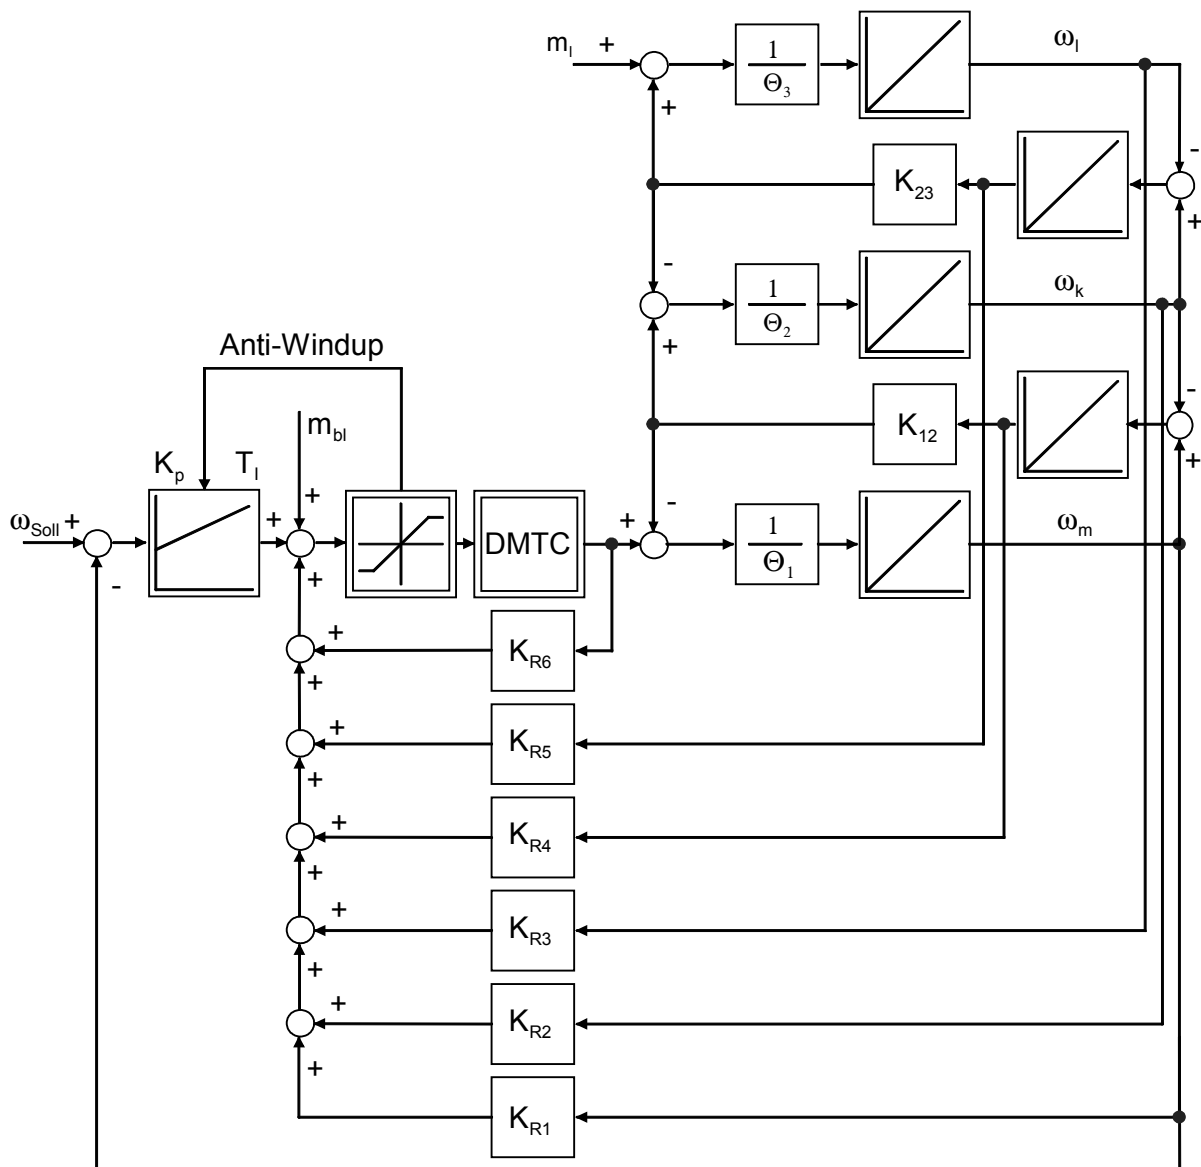 m_l + 1/Θ_3 ω_l
+
-
K_23
+
- 1/Θ_2 ω_k
+
Anti-Windup
-
m_bl K_12
+
K_p T_I
+ -
ω_Soll + + + DMTC 1/Θ_1 ω_m
- +
+ K_R6
+
+ K_R5
+
+ K_R4
+
+ K_R3
+
+ K_R2
+
K_R1